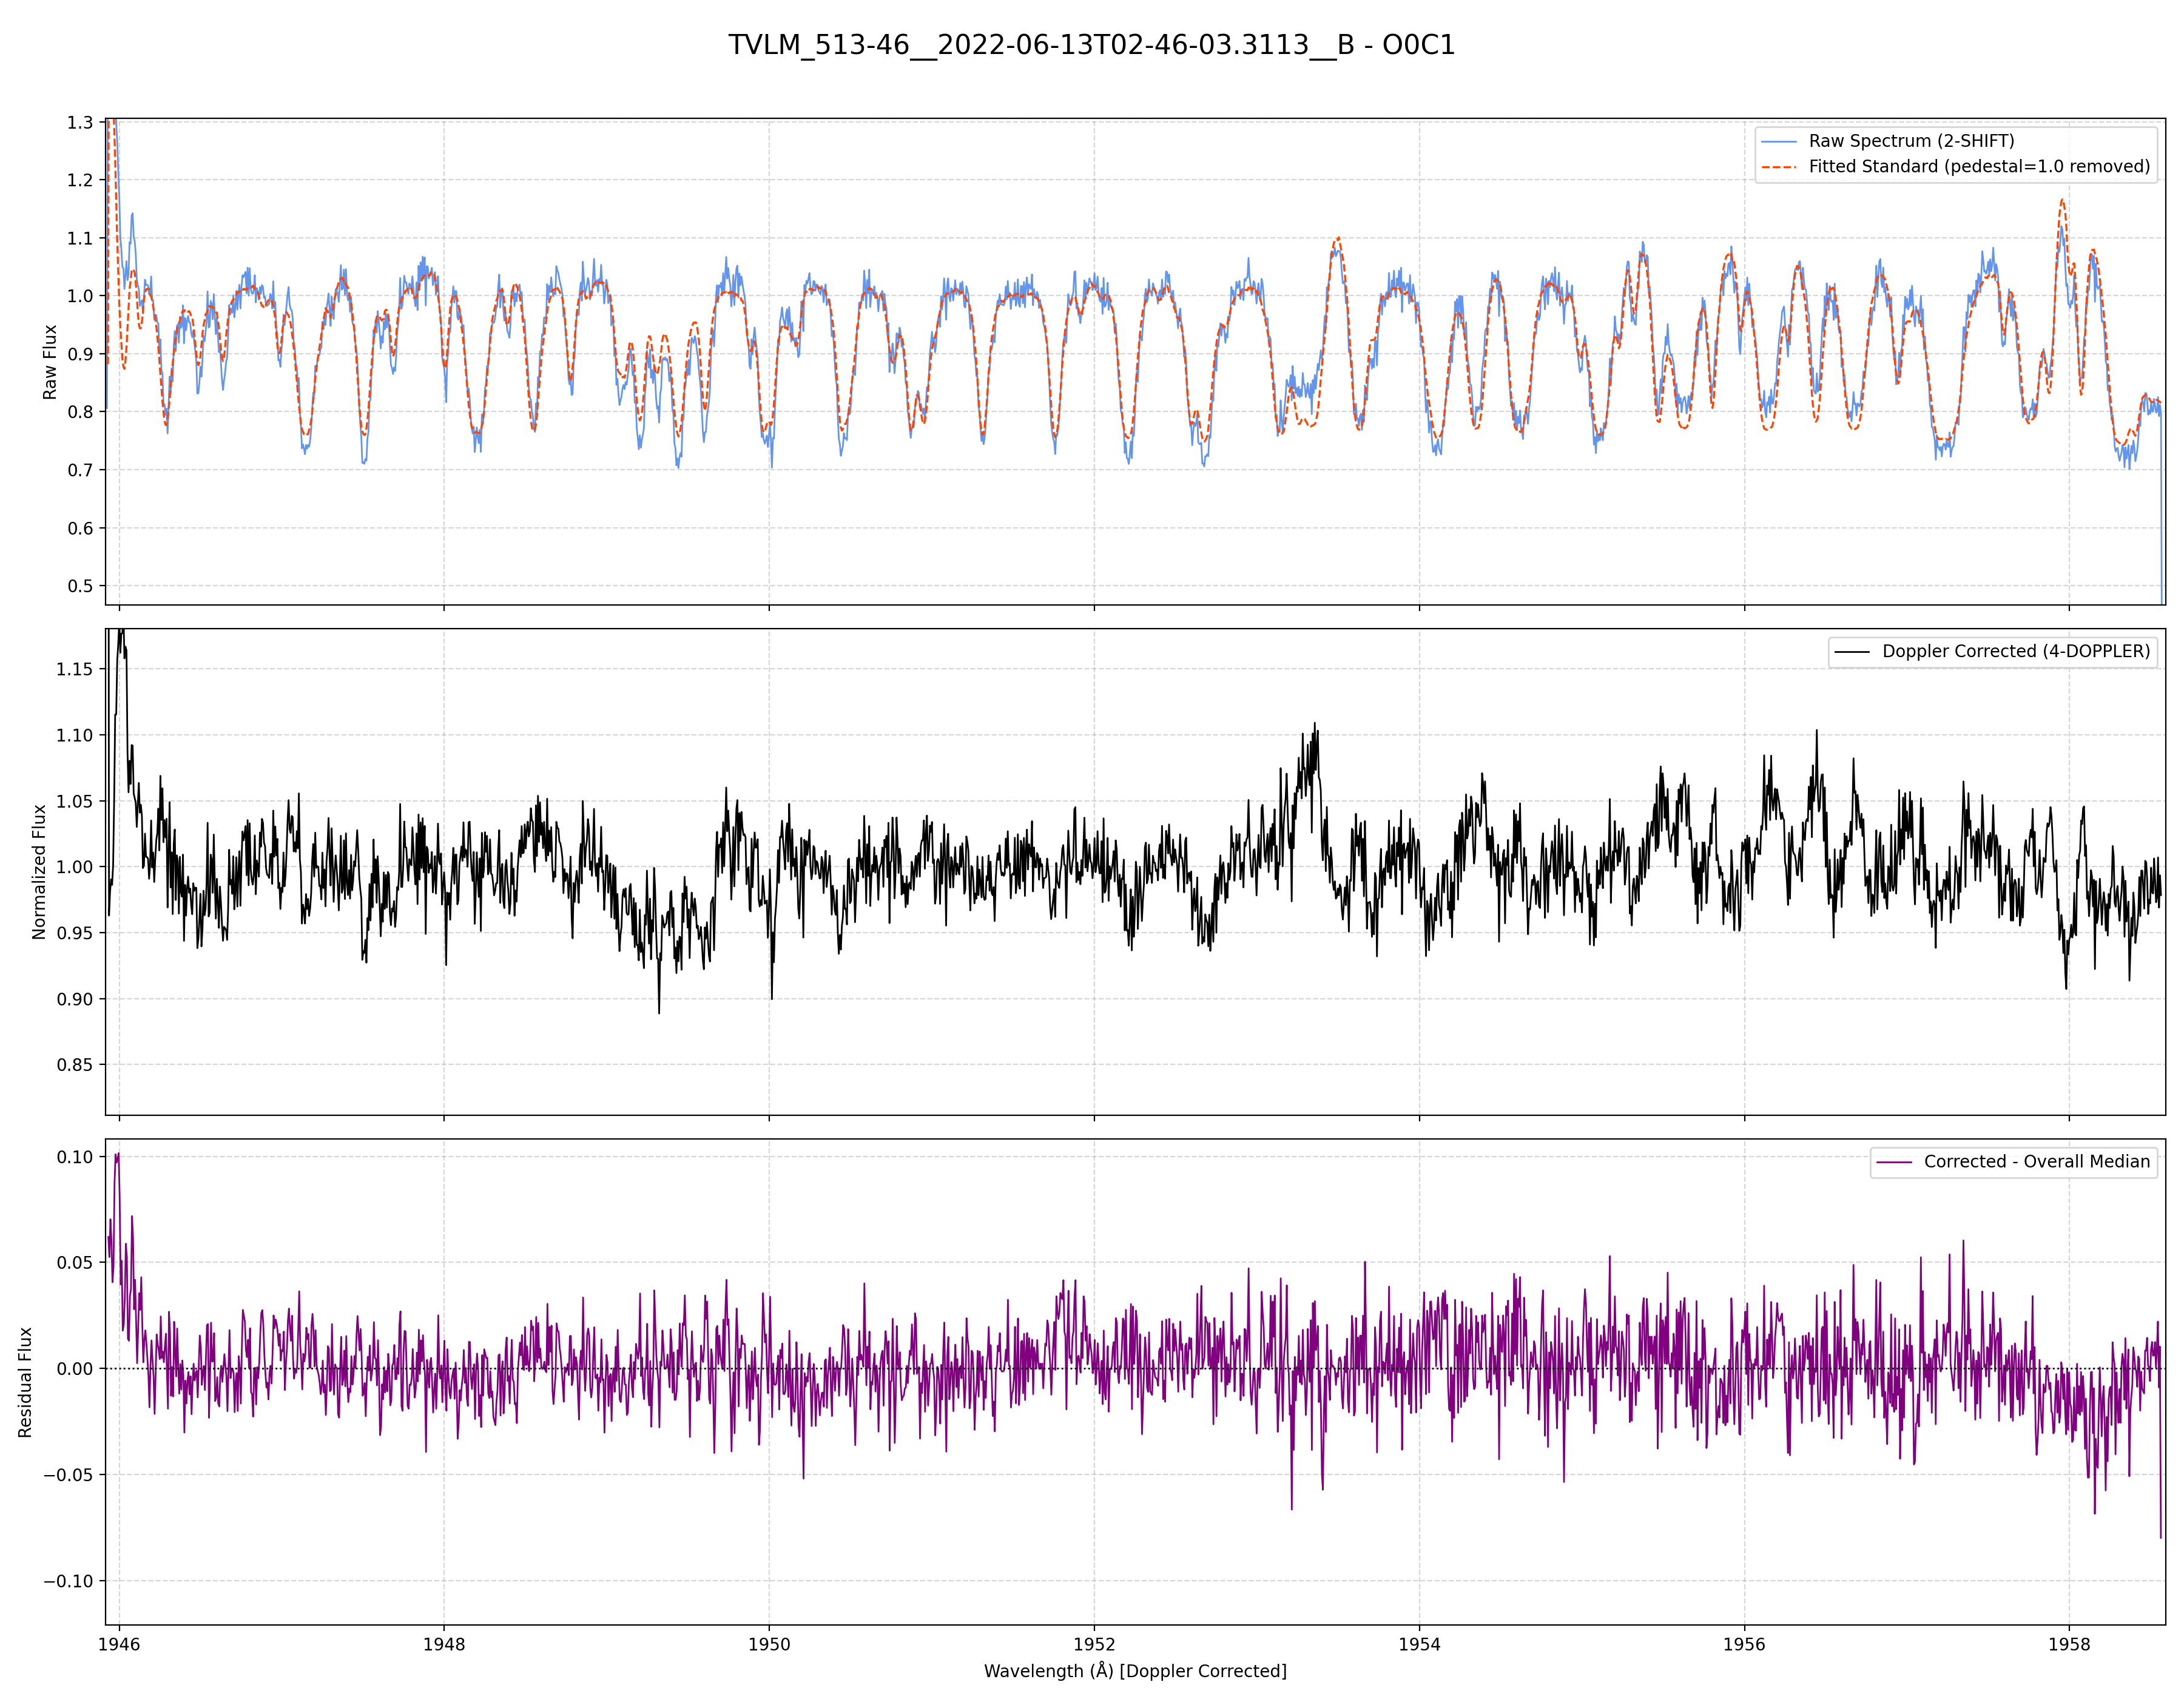 TVLM_513-46__2022-06-13T02-46-03.3113__B - O0C1
Raw Flux
1.3
1.2
1.1
1.0
0.9
0.8
0.7
0.6
0.5
Raw Spectrum (2-SHIFT)
Fitted Standard (pedestal=1.0 removed)
Normalized Flux
1.15
1.10
1.05
1.00
0.95
0.90
0.85
Doppler Corrected (4-DOPPLER)
Residual Flux
0.10
0.05
0.00
−0.05
−0.10
Corrected - Overall Median
1946 1948 1950 1952 1954 1956 1958
Wavelength (Å) [Doppler Corrected]